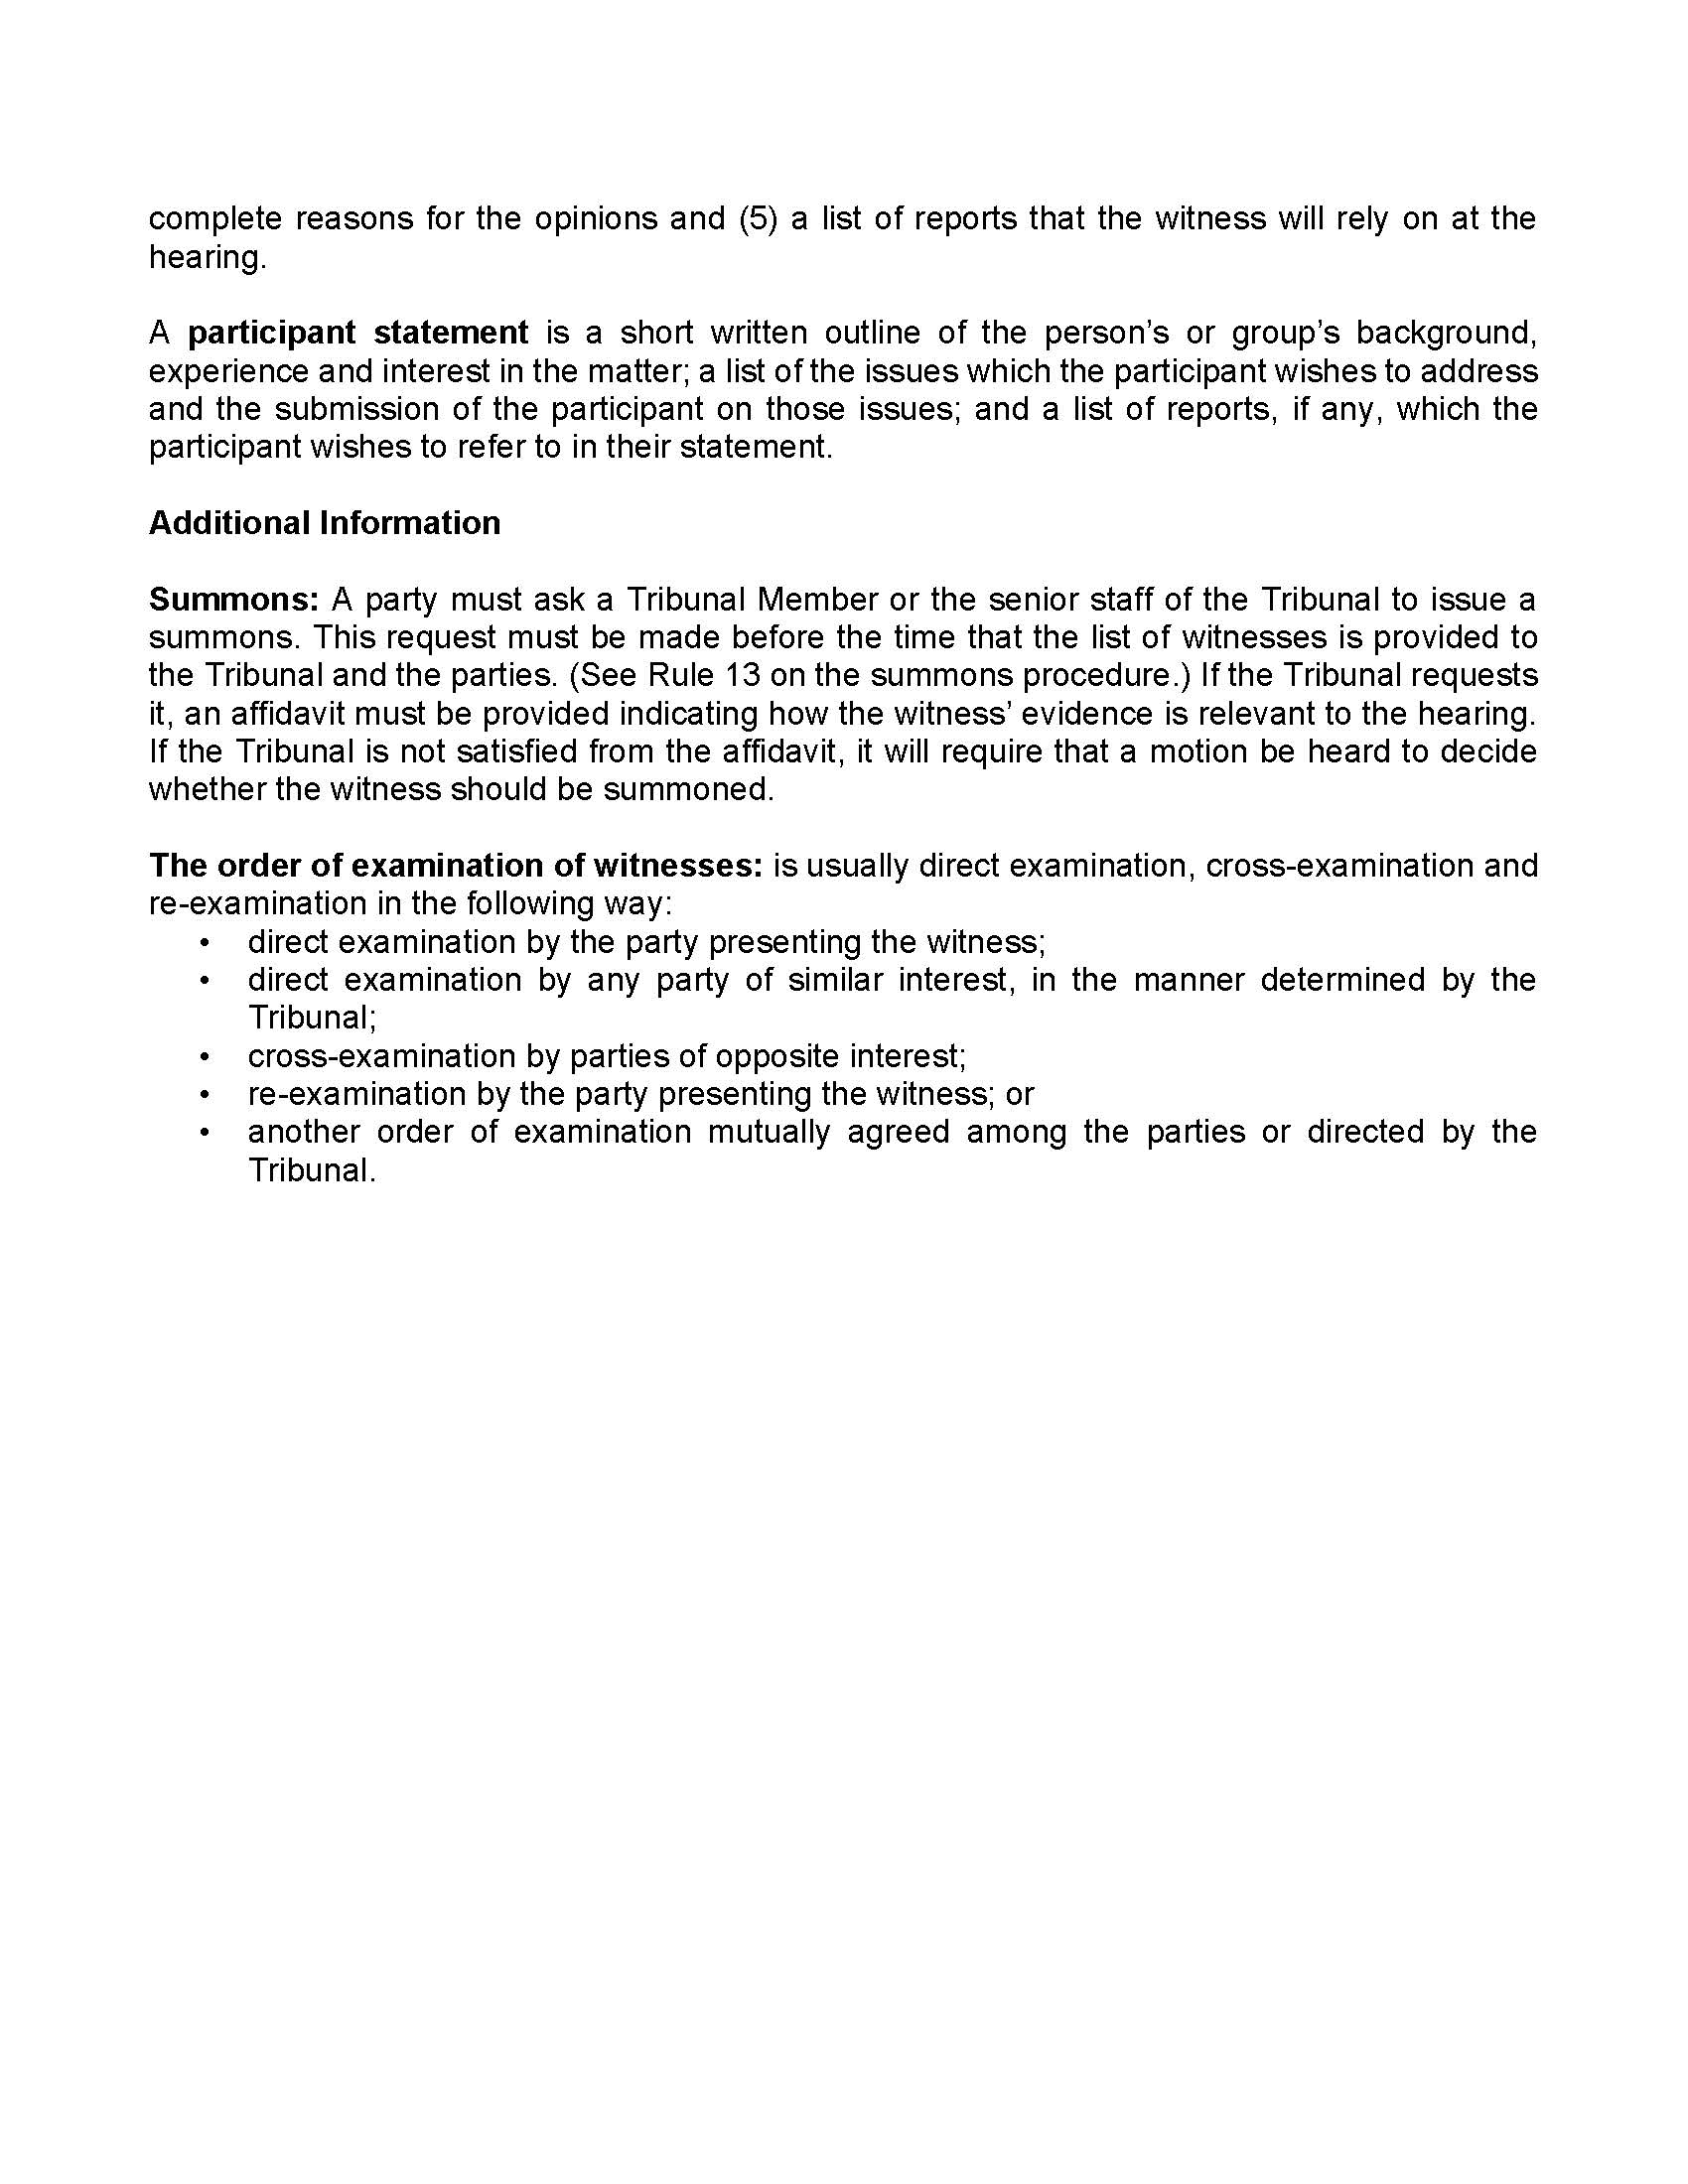 complete reasons for the opinions and (5) a list of reports that the witness will rely on at the
hearing.
A participant statement is a short written outline of the person’s or group’s background,
experience and interest in the matter; a list of the issues which the participant wishes to address
and the submission of the participant on those issues; and a list of reports, if any, which the
participant wishes to refer to in their statement.
Additional Information
Summons: A party must ask a Tribunal Member or the senior staff of the Tribunal to issue a
summons. This request must be made before the time that the list of witnesses is provided to
the Tribunal and the parties. (See Rule 13 on the summons procedure.) If the Tribunal requests
it, an affidavit must be provided indicating how the witness’ evidence is relevant to the hearing.
If the Tribunal is not satisfied from the affidavit, it will require that a motion be heard to decide
whether the witness should be summoned.
The order of examination of witnesses: is usually direct examination, cross-examination and
re-examination in the following way:
• direct examination by the party presenting the witness;
• direct examination by any party of similar interest, in the manner determined by the
Tribunal;
• cross-examination by parties of opposite interest;
• re-examination by the party presenting the witness; or
• another order of examination mutually agreed among the parties or directed by the
Tribunal.